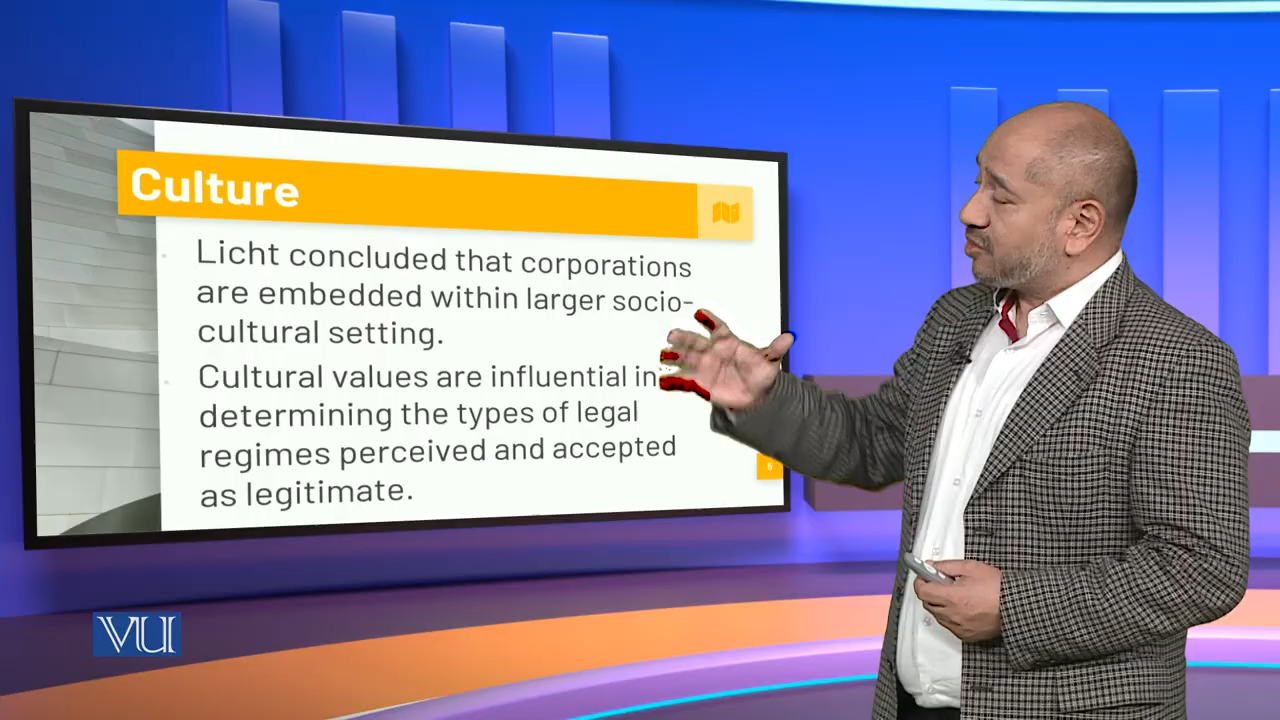 Culture
Licht concluded that corporations
are embedded within larger socio-
cultural setting.
Cultural values are influential in
determining the types of legal
regimes perceived and accepted
as legitimate.
6
VU